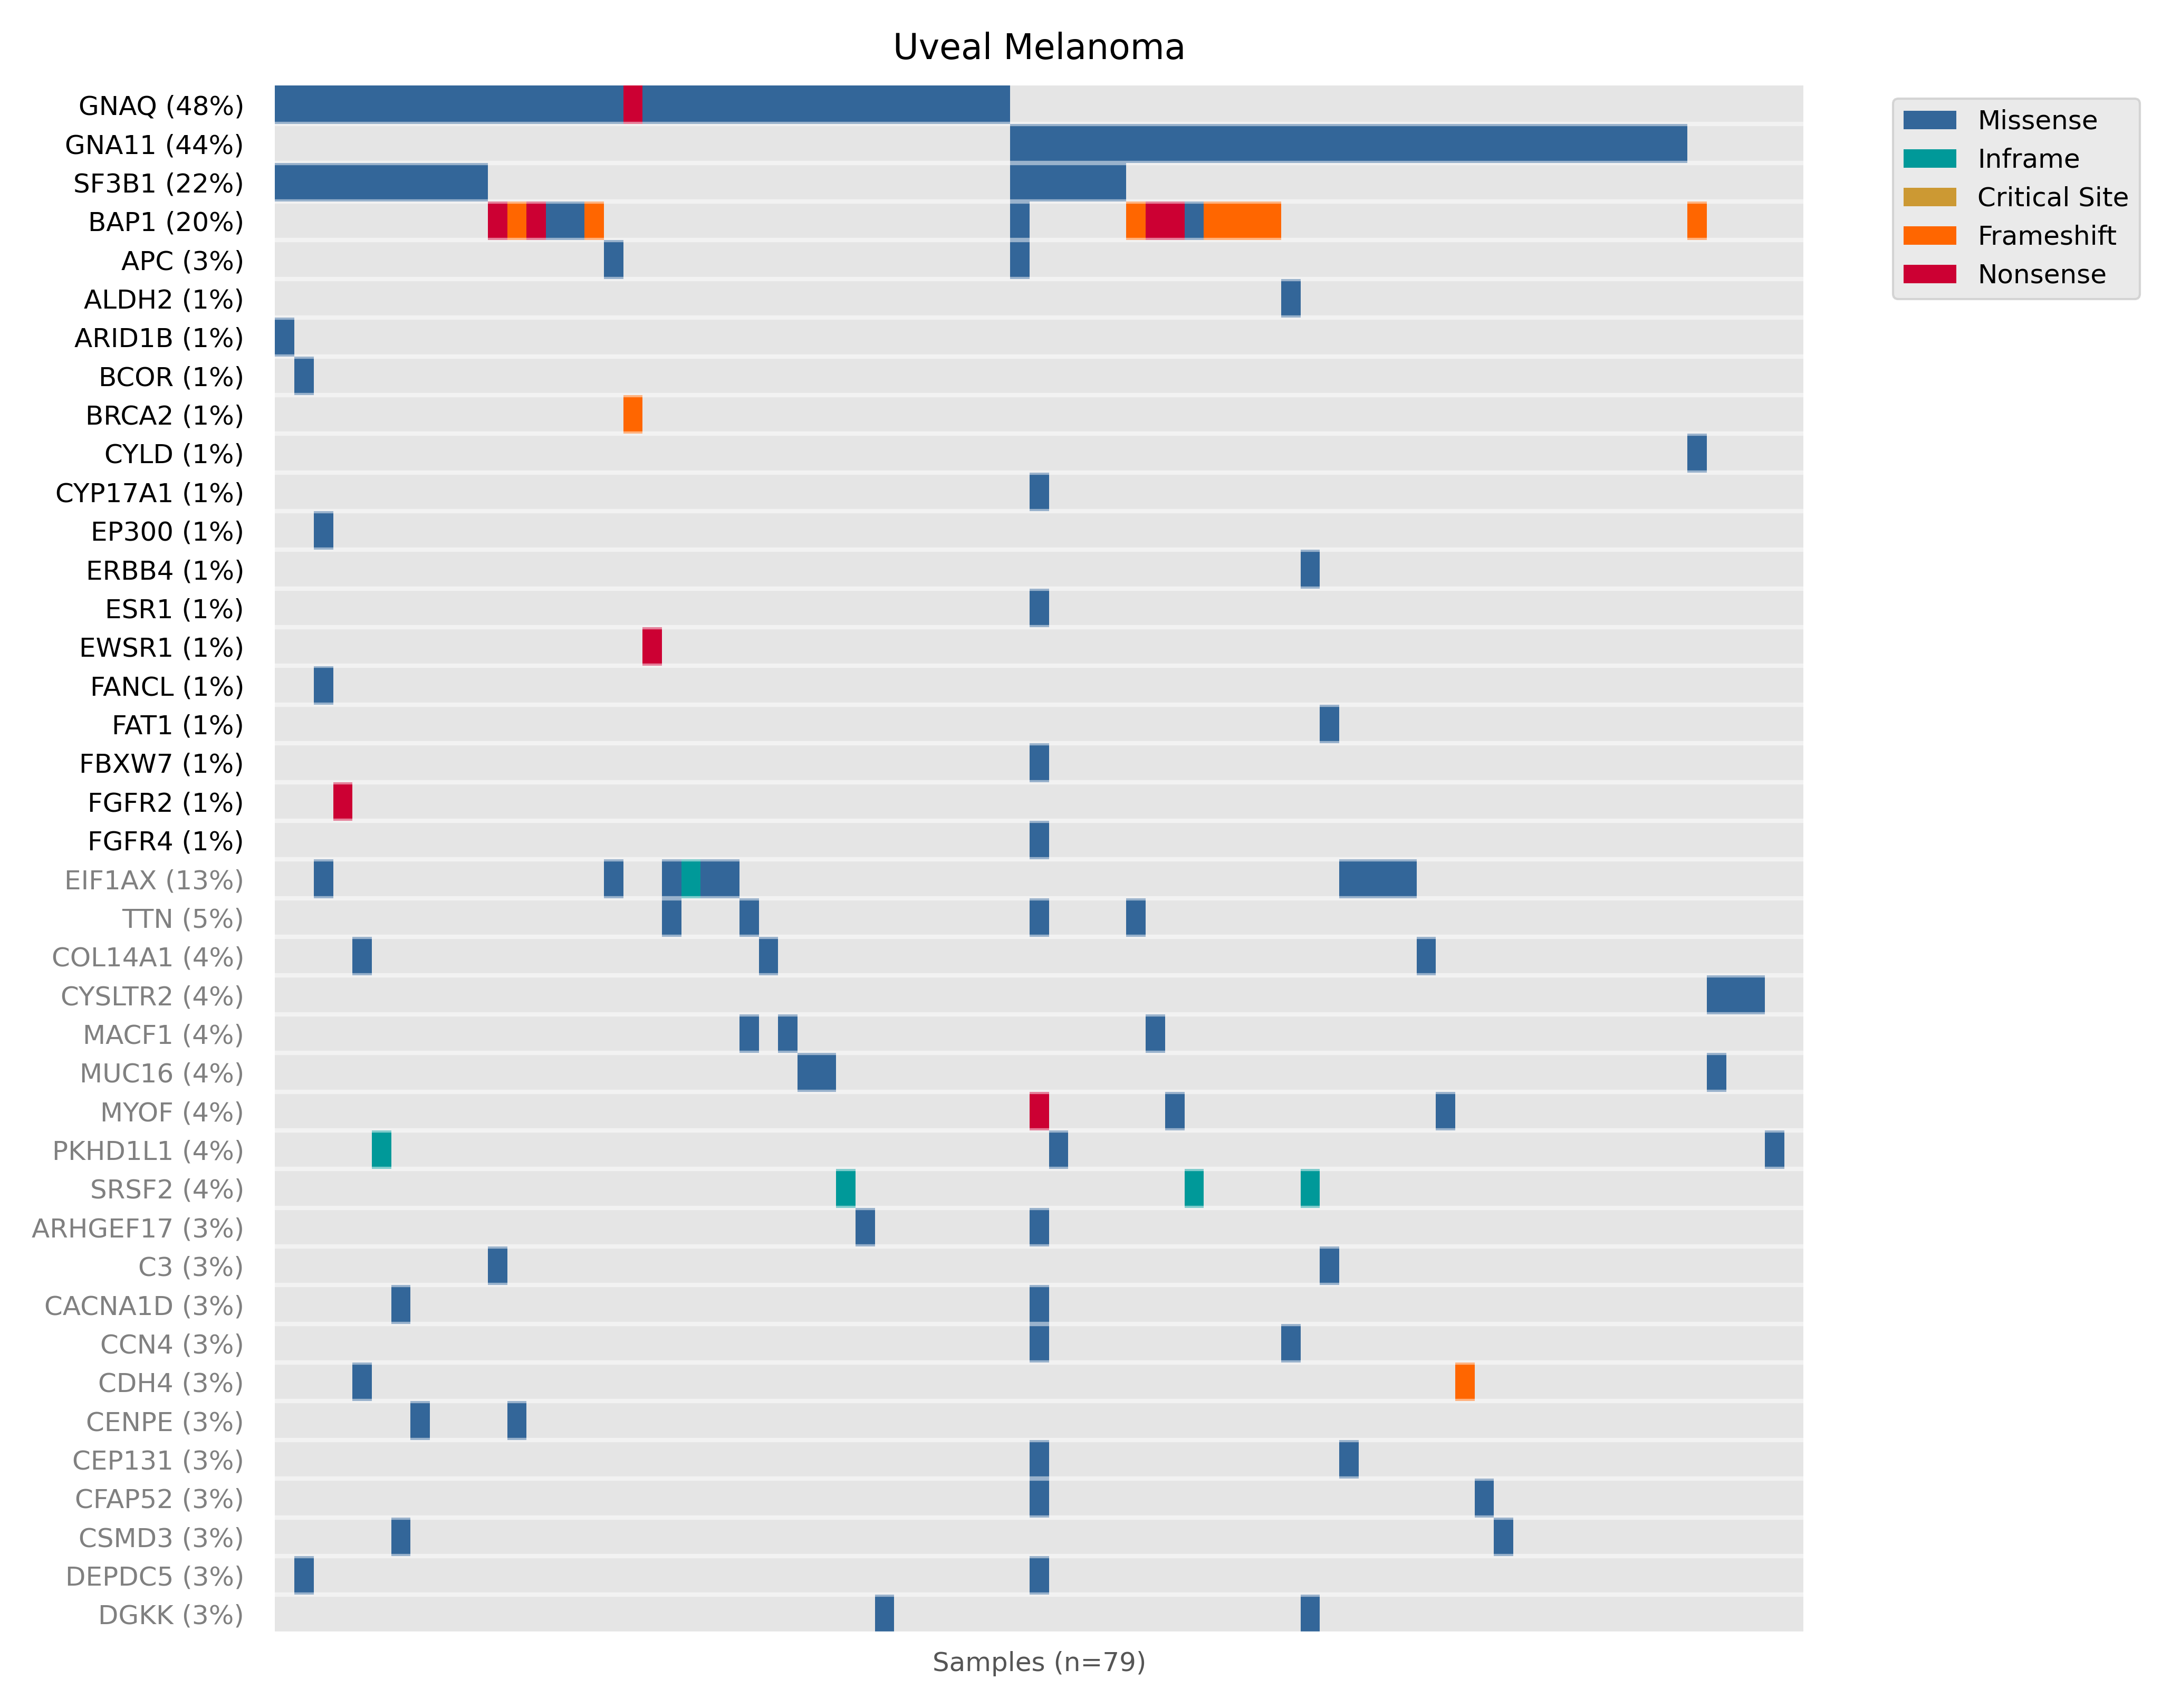 Uveal Melanoma
GNAQ (48%)
GNA11 (44%)
SF3B1 (22%)
BAP1 (20%)
APC (3%)
ALDH2 (1%)
ARID1B (1%)
BCOR (1%)
BRCA2 (1%)
CYLD (1%)
CYP17A1 (1%)
EP300 (1%)
ERBB4 (1%)
ESR1 (1%)
EWSR1 (1%)
FANCL (1%)
FAT1 (1%)
FBXW7 (1%)
FGFR2 (1%)
FGFR4 (1%)
EIF1AX (13%)
TTN (5%)
COL14A1 (4%)
CYSLTR2 (4%)
MACF1 (4%)
MUC16 (4%)
MYOF (4%)
PKHD1L1 (4%)
SRSF2 (4%)
ARHGEF17 (3%)
C3 (3%)
CACNA1D (3%)
CCN4 (3%)
CDH4 (3%)
CENPE (3%)
CEP131 (3%)
CFAP52 (3%)
CSMD3 (3%)
DEPDC5 (3%)
DGKK (3%)
Samples (n=79)
Missense
Inframe
Critical Site
Frameshift
Nonsense